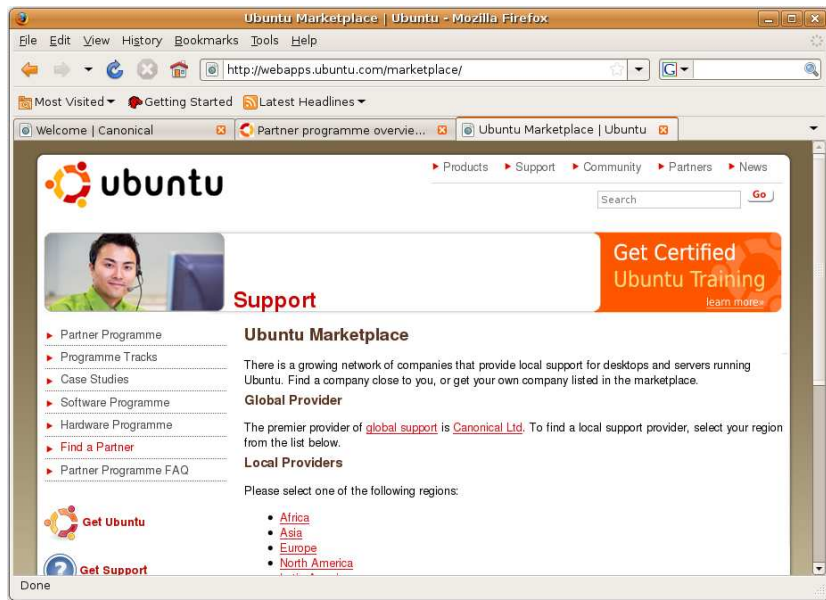 Ubuntu Marketplace | Ubuntu - Mozilla Firefox
File Edit View History Bookmarks Tools Help
http://webapps.ubuntu.com/marketplace/
G
Most Visited Getting Started Latest Headlines
Welcome | Canonical Partner programme overvie... Ubuntu Marketplace | Ubuntu
ubuntu
Products Support Community Partners News
Search Go
Support
Get Certified
Ubuntu Training
learn more»
Partner Programme
Programme Tracks
Case Studies
Software Programme
Hardware Programme
Find a Partner
Partner Programme FAQ
Get Ubuntu
Get Support
Ubuntu Marketplace
There is a growing network of companies that provide local support for desktops and servers running
Ubuntu. Find a company close to you, or get your own company listed in the marketplace.
Global Provider
The premier provider of global support is Canonical Ltd. To find a local support provider, select your region
from the list below.
Local Providers
Please select one of the following regions:
Africa
Asia
Europe
North America
Done